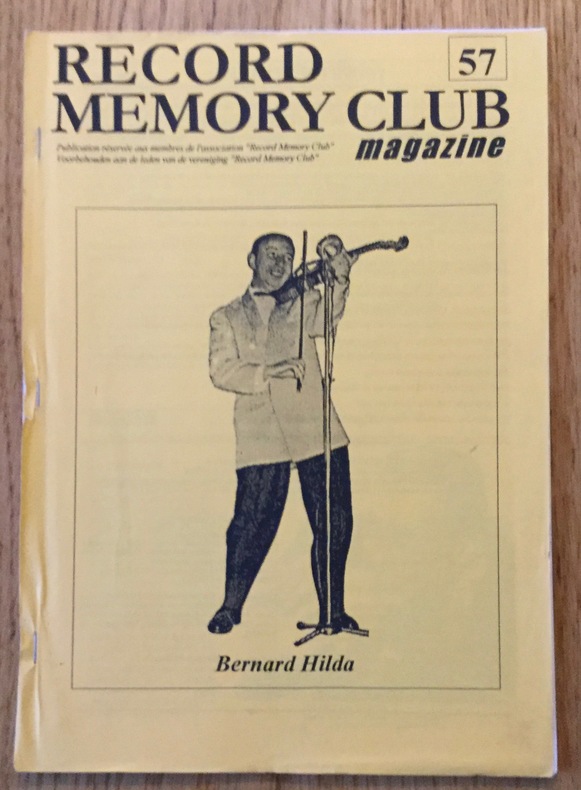 RECORD
57
MEMORY CLUB
magazine
Publication réservée aux membres de l'association "Record Memory Club"
Voorbehouden aan de leden van de vereniging "Record Memory Club"
Bernard Hilda